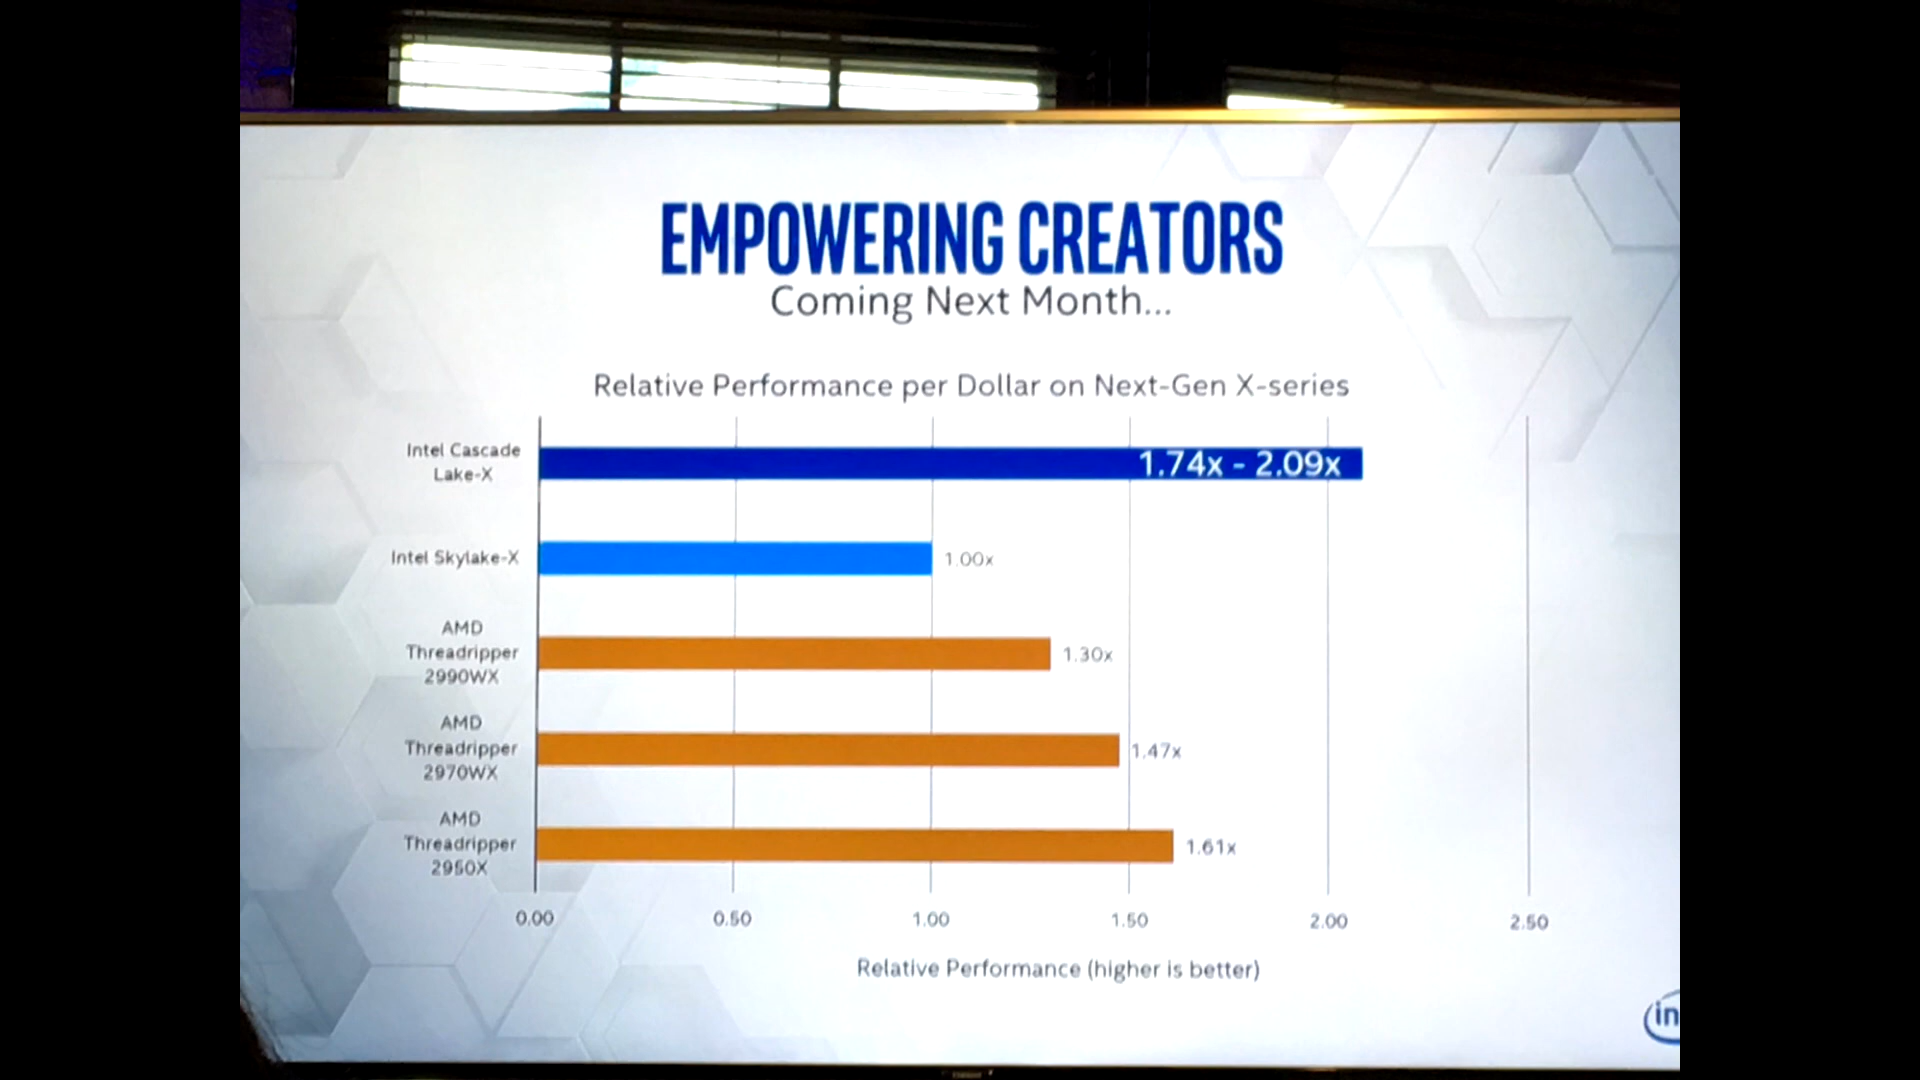 EMPOWERING CREATORS
Coming Next Month...
Relative Performance per Dollar on Next-Gen X-series
Intel Cascade
Lake-X
1.74x - 2.09x
Intel Skylake-X
1.00x
AMD
Threadripper
2990WX
1.30x
AMD
Threadripper
2970WX
1.47x
AMD
Threadripper
2950X
1.61x
0.00 0.50 1.00 1.50 2.00 2.50
Relative Performance (higher is better)
in